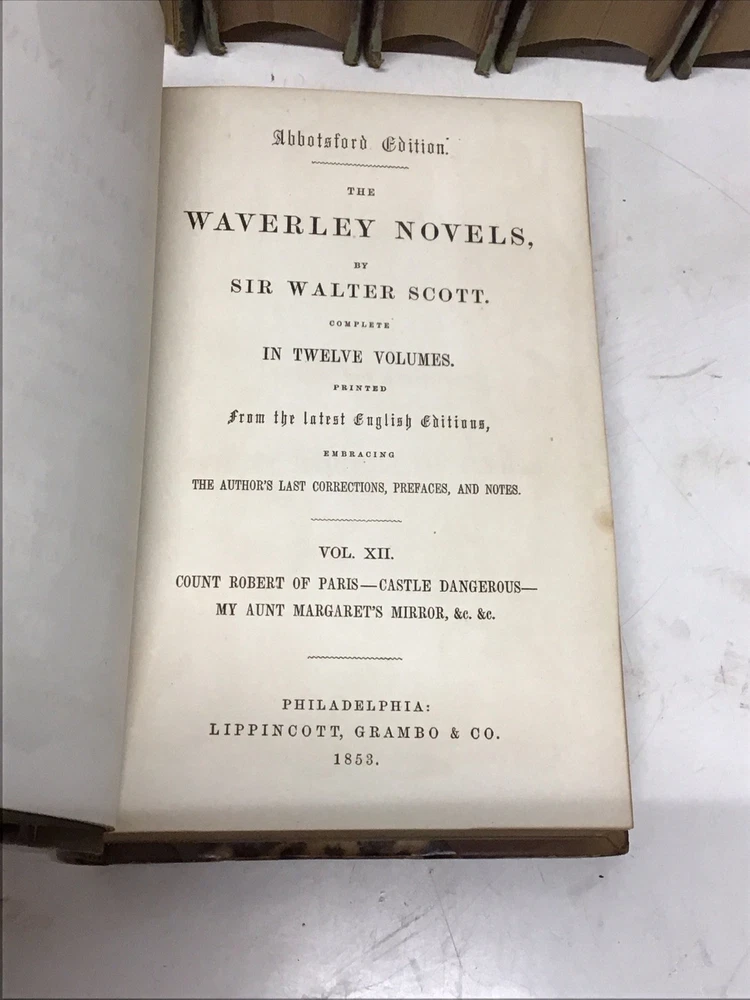 Abbotsford Edition.
THE
WAVERLEY NOVELS,
BY
SIR WALTER SCOTT.
COMPLETE
IN TWELVE VOLUMES.
PRINTED
From the latest English Editions,
EMBRACING
THE AUTHOR'S LAST CORRECTIONS, PREFACES, AND NOTES.
VOL. XII.
COUNT ROBERT OF PARIS—CASTLE DANGEROUS—
MY AUNT MARGARET'S MIRROR, &c. &c.
PHILADELPHIA:
LIPPINCOTT, GRAMBO & CO.
1853.